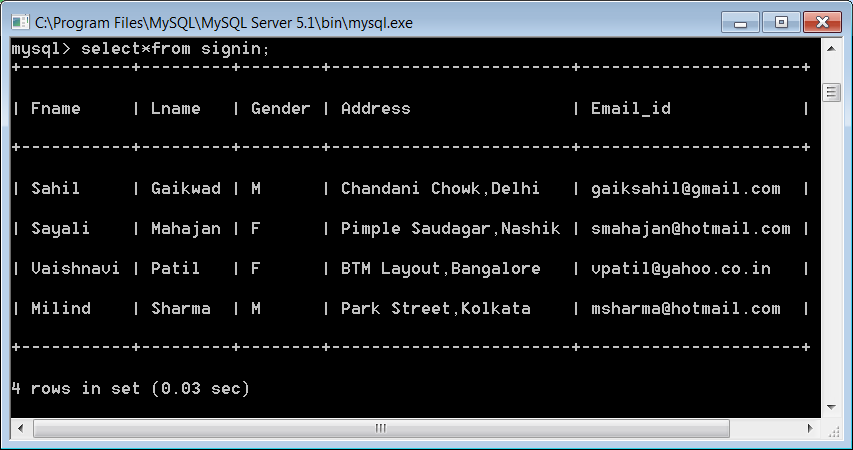 C:\Program Files\MySQL\MySQL Server 5.1\bin\mysql.exe
mysql> select*from signin;
+-----------+---------+--------+------------------------+-----------------------+
| Fname     | Lname   | Gender | Address                | Email_id              |
+-----------+---------+--------+------------------------+-----------------------+
| Sahil     | Gaikwad | M      | Chandani Chowk,Delhi   | gaiksahil@gmail.com   |
| Sayali    | Mahajan | F      | Pimple Saudagar,Nashik | smahajan@hotmail.com  |
| Vaishnavi | Patil   | F      | BTM Layout,Bangalore   | vpatil@yahoo.co.in    |
| Milind    | Sharma  | M      | Park Street,Kolkata    | msharma@hotmail.com   |
+-----------+---------+--------+------------------------+-----------------------+
4 rows in set (0.03 sec)